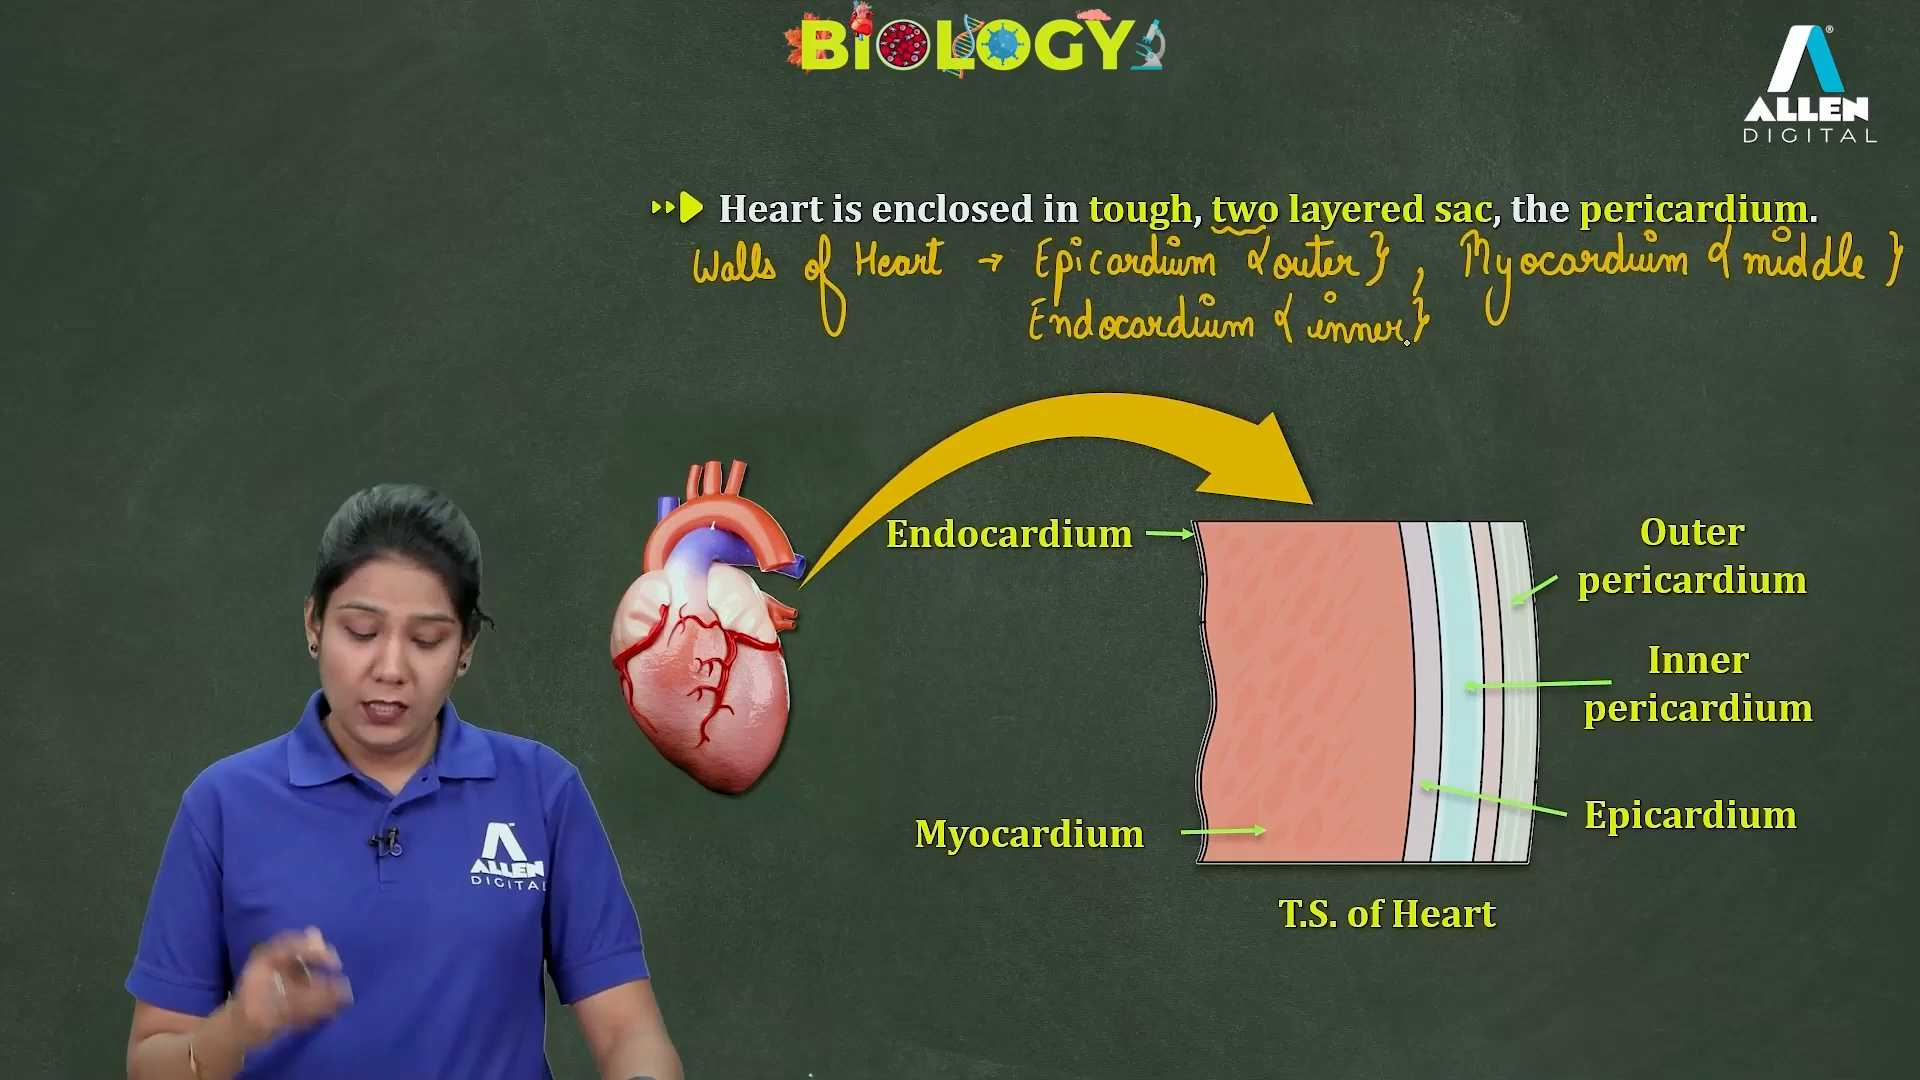 BIOLOGY
ALLEN
DIGITAL
Heart is enclosed in tough, two layered sac, the pericardium.
Walls of Heart → Epicardium {outer}, Myocardium {middle}
Endocardium {inner}
Endocardium
Outer
pericardium
Inner
pericardium
Epicardium
Myocardium
T.S. of Heart
ALLEN
DIGITAL